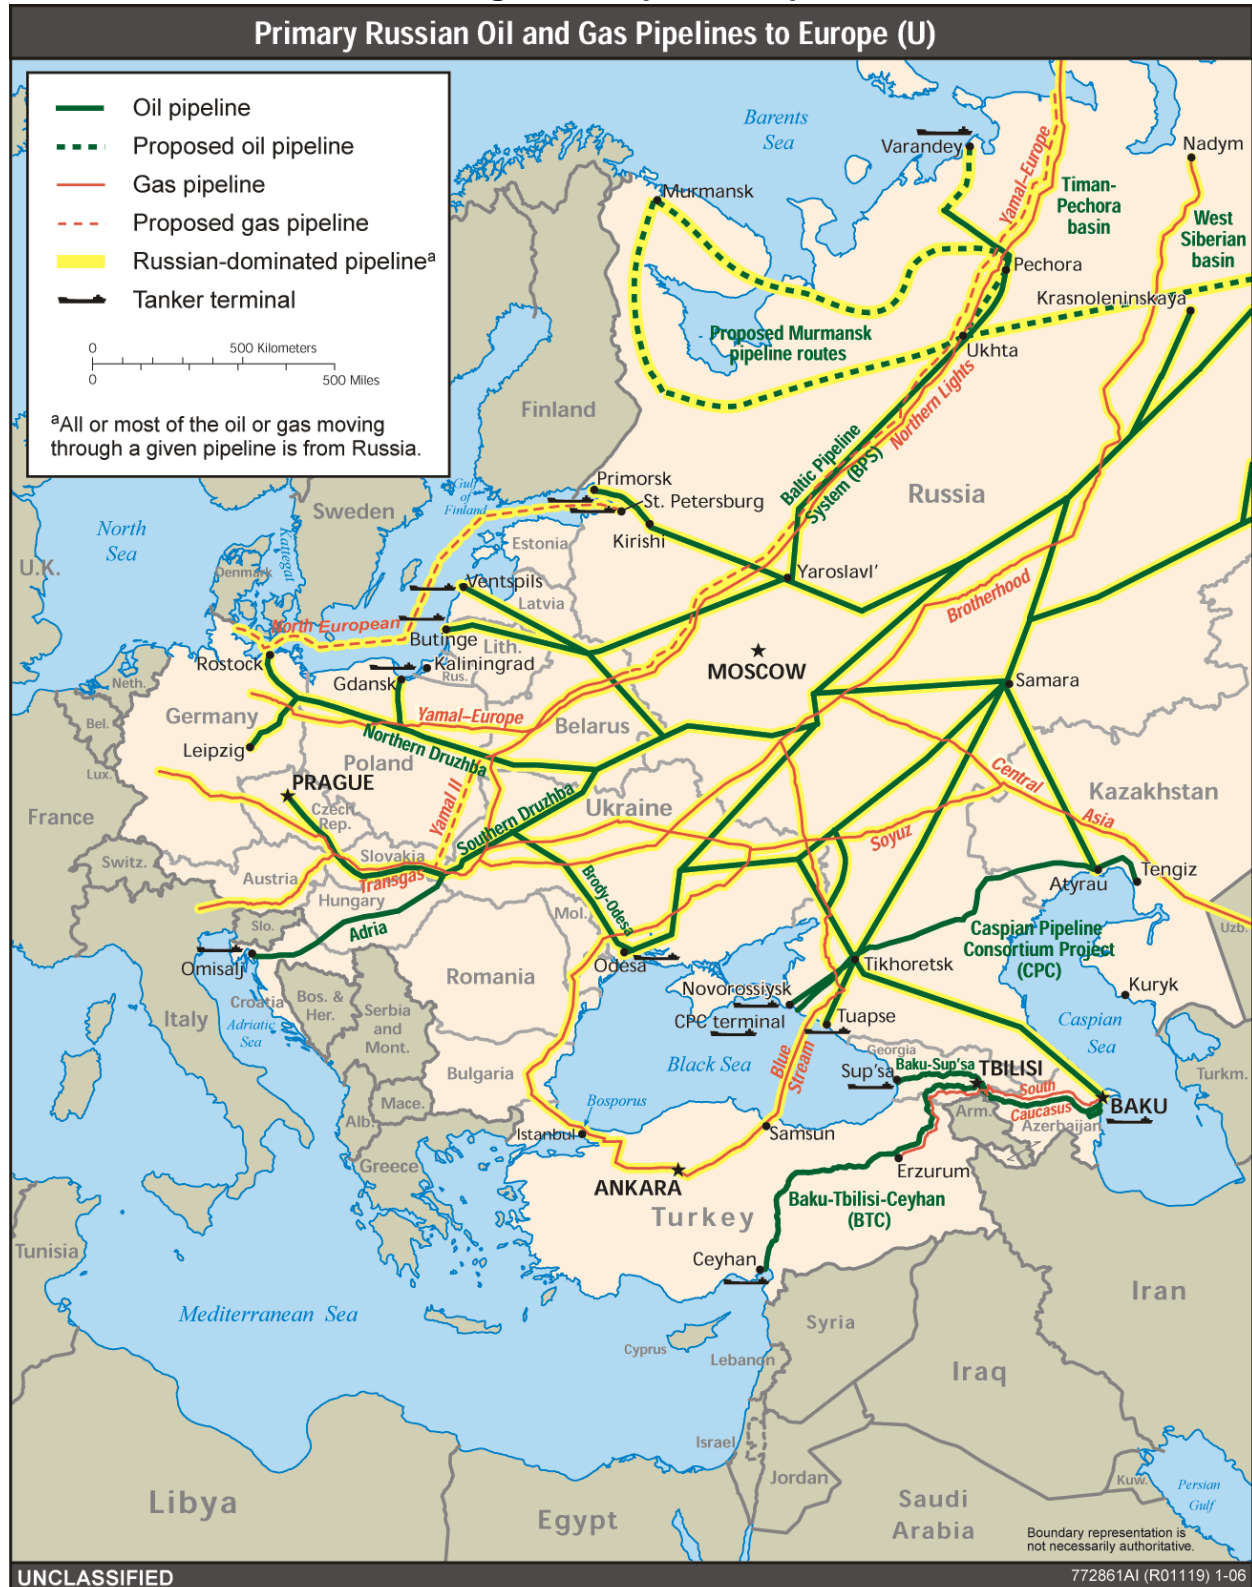 Primary Russian Oil and Gas Pipelines to Europe (U)
Oil pipeline
Proposed oil pipeline
Gas pipeline
Proposed gas pipeline
Russian-dominated pipelineª
Tanker terminal
0 500 Kilometers
0 500 Miles
ªAll or most of the oil or gas moving
through a given pipeline is from Russia.
Barents
Sea
Varandey
Nadym
Murmansk
Yamal–Europe
Timan-
Pechora
basin
West
Siberian
basin
Pechora
Krasnoleninskaya
Proposed Murmansk
pipeline routes
Ukhta
Northern Lights
Finland
Baltic Pipeline
System (BPS)
Primorsk
St. Petersburg
Gulf
of
Finland
Kirishi
Russia
Sweden
North
Sea
Kattegat
Estonia
U.K.
Denmark
Ventspils
Yaroslavl'
Latvia
Brotherhood
North European
Butinge
Lith.
Rostock
Kaliningrad
Rus.
Gdansk
MOSCOW
Samara
Neth.
Bel.
Germany
Yamal–Europe
Belarus
Leipzig
Northern Druzhba
Poland
Lux.
PRAGUE
Czech
Rep.
Yamal II
Southern Druzhba
Ukraine
Central
Asia
Kazakhstan
France
Soyuz
Switz.
Slovakia
Austria
Transgas
Hungary
Brody-Odesa
Atyrau
Tengiz
Mol.
Slo.
Adria
Caspian Pipeline
Consortium Project
(CPC)
Uzb.
Omisalj
Romania
Odesa
Tikhoretsk
Croatia
Bos. &
Her.
Novorossiysk
Kuryk
Italy
Adriatic
Sea
Serbia
and
Mont.
CPC terminal
Tuapse
Caspian
Sea
Black Sea
Blue
Stream
Georgia
Bulgaria
Sup'sa
Baku-Sup'sa
TBILISI
Turkm.
South
Caucasus
Mace.
Bosporus
Arm.
BAKU
Alb.
Azerbaijan
Istanbul
Samsun
Greece
Erzurum
ANKARA
Baku-Tbilisi-Ceyhan
(BTC)
Turkey
Tunisia
Ceyhan
Iran
Mediterranean Sea
Syria
Cyprus
Lebanon
Iraq
Israel
Jordan
Kuw.
Persian
Gulf
Libya
Egypt
Saudi
Arabia
Boundary representation is
not necessarily authoritative.
UNCLASSIFIED
772861AI (R01119) 1-06